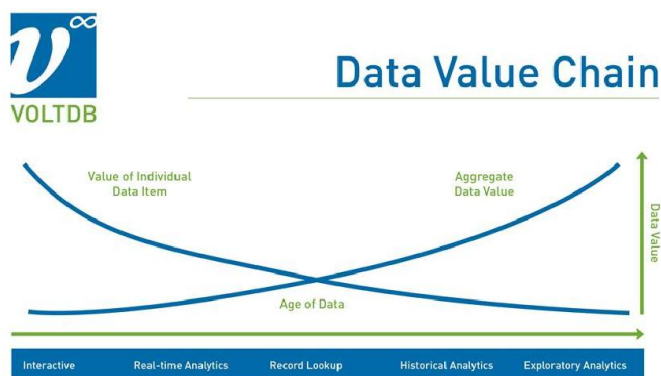 v∞
VOLTDB
Data Value Chain
Value of Individual
Data Item
Aggregate
Data Value
Data Value
Age of Data
Interactive
Real-time Analytics
Record Lookup
Historical Analytics
Exploratory Analytics